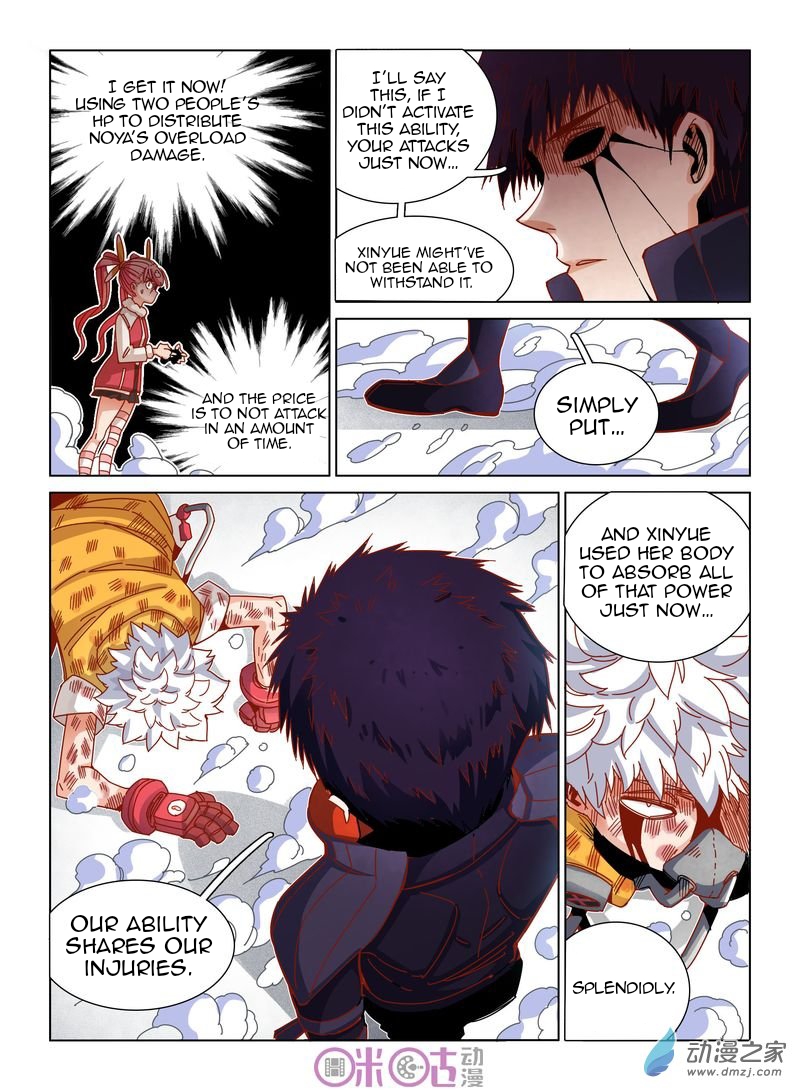 I GET IT NOW!
USING TWO PEOPLE'S
HP TO DISTRIBUTE
NOYA'S OVERLOAD
DAMAGE.
AND THE PRICE
IS TO NOT ATTACK
IN AN AMOUNT
OF TIME.
I'LL SAY
THIS, IF I
DIDN'T ACTIVATE
THIS ABILITY,
YOUR ATTACKS
JUST NOW...
XINYUE MIGHT'VE
NOT BEEN ABLE TO
WITHSTAND IT.
SIMPLY
PUT...
OUR ABILITY
SHARES OUR
INJURIES.
AND XINYUE
USED HER BODY
TO ABSORB ALL
OF THAT POWER
JUST NOW...
SPLENDIDLY.
咪咕动漫
动漫之家
www.dmzj.com